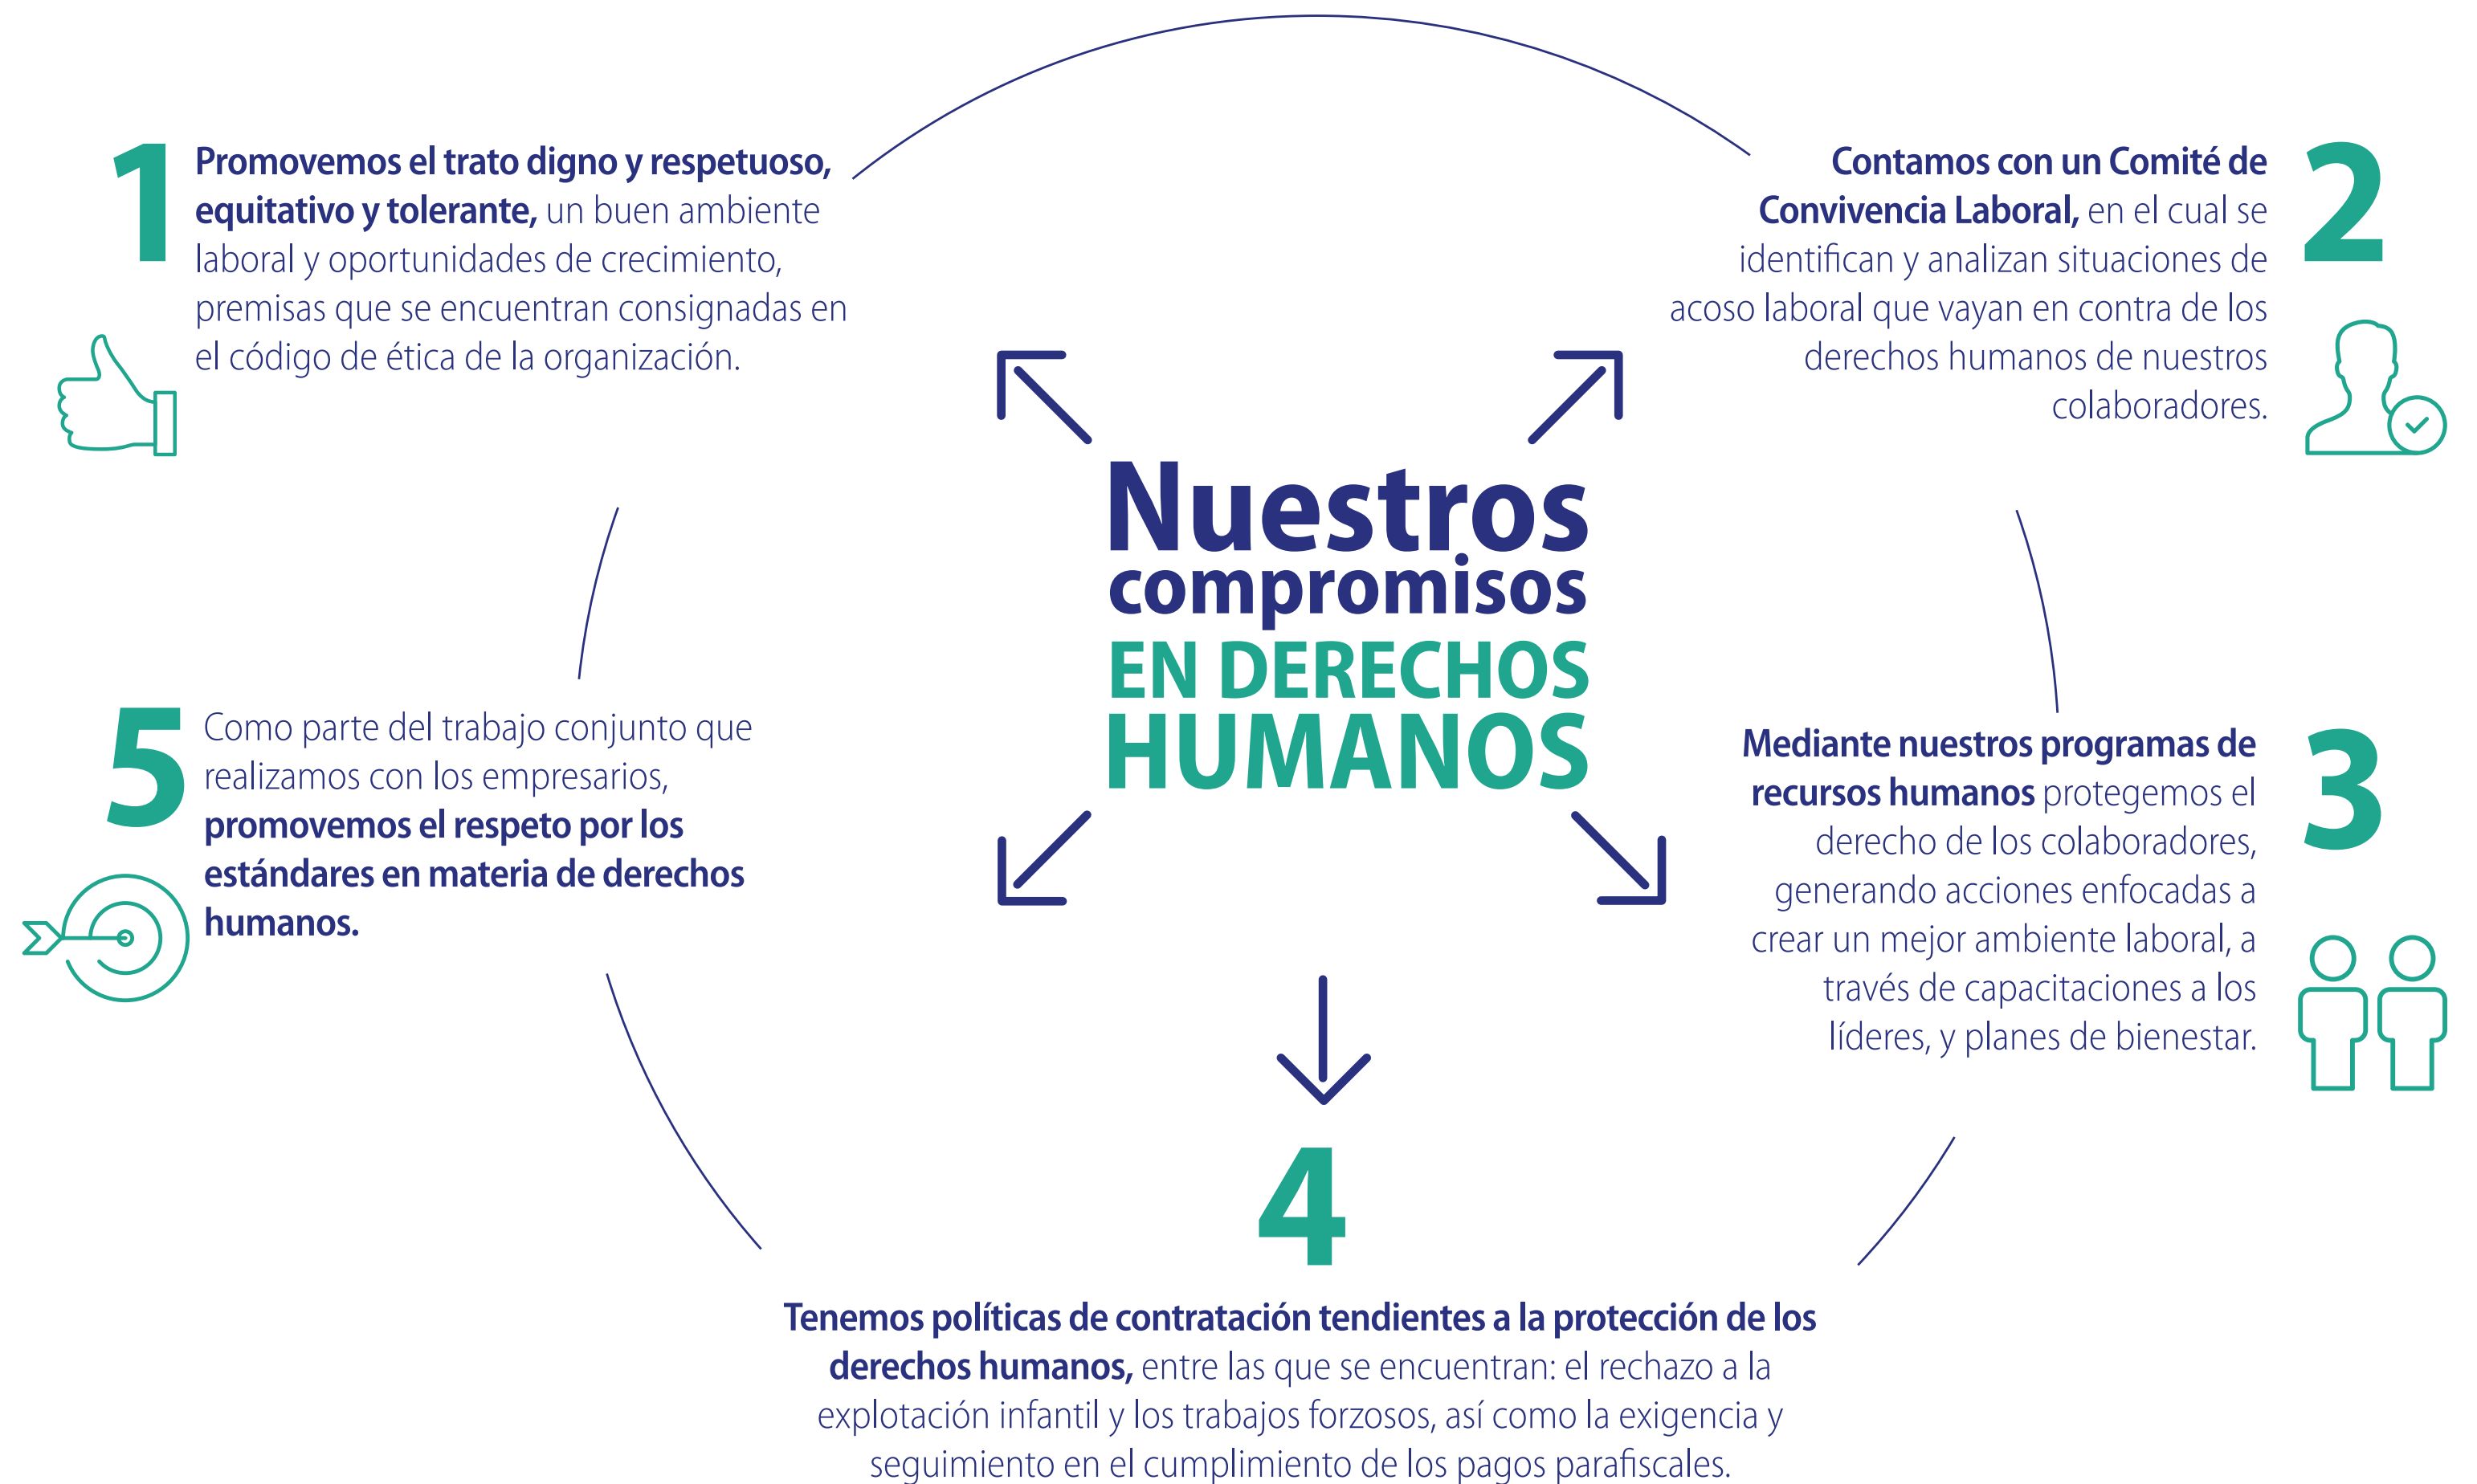 1
Promovemos el trato digno y respetuoso,
equitativo y tolerante, un buen ambiente
laboral y oportunidades de crecimiento,
premisas que se encuentran consignadas en
el código de ética de la organización.
2
Contamos con un Comité de
Convivencia Laboral, en el cual se
identifican y analizan situaciones de
acoso laboral que vayan en contra de los
derechos humanos de nuestros
colaboradores.
Nuestros
compromisos
EN DERECHOS
HUMANOS
3
Mediante nuestros programas de
recursos humanos protegemos el
derecho de los colaboradores,
generando acciones enfocadas a
crear un mejor ambiente laboral, a
través de capacitaciones a los
líderes, y planes de bienestar.
4
Tenemos políticas de contratación tendientes a la protección de los
derechos humanos, entre las que se encuentran: el rechazo a la
explotación infantil y los trabajos forzosos, así como la exigencia y
seguimiento en el cumplimiento de los pagos parafiscales.
5
Como parte del trabajo conjunto que
realizamos con los empresarios,
promovemos el respeto por los
estándares en materia de derechos
humanos.